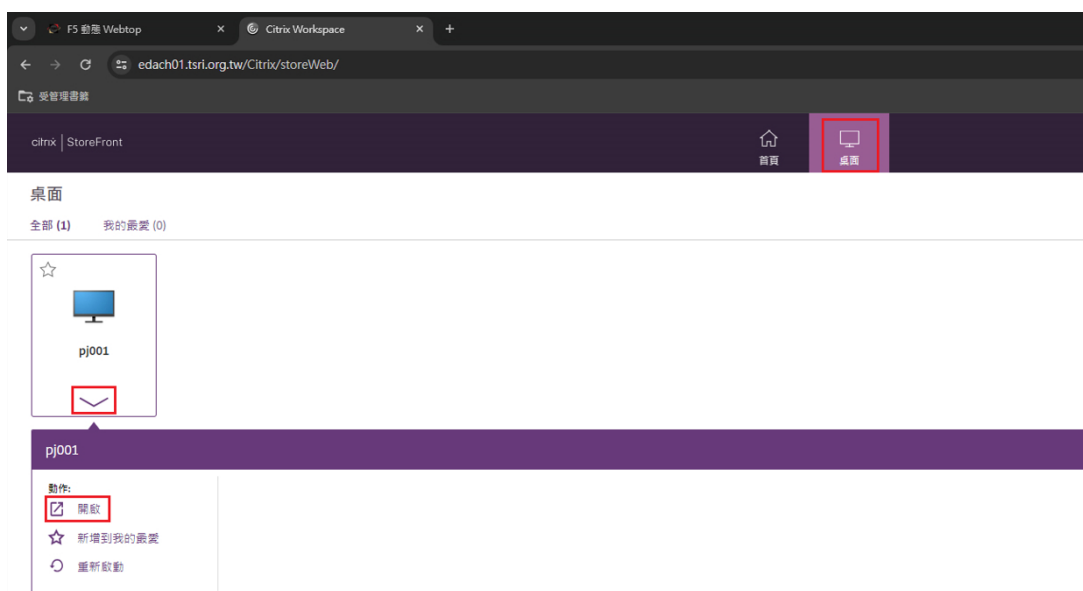 F5 動態 Webtop
Citrix Workspace
edach01.tsri.org.tw/Citrix/storeWeb/
受管理書籤
citrix | StoreFront
首頁
桌面
桌面
全部 (1) 我的最愛 (0)
pj001
pj001
動作:
開啟
新增到我的最愛
重新啟動